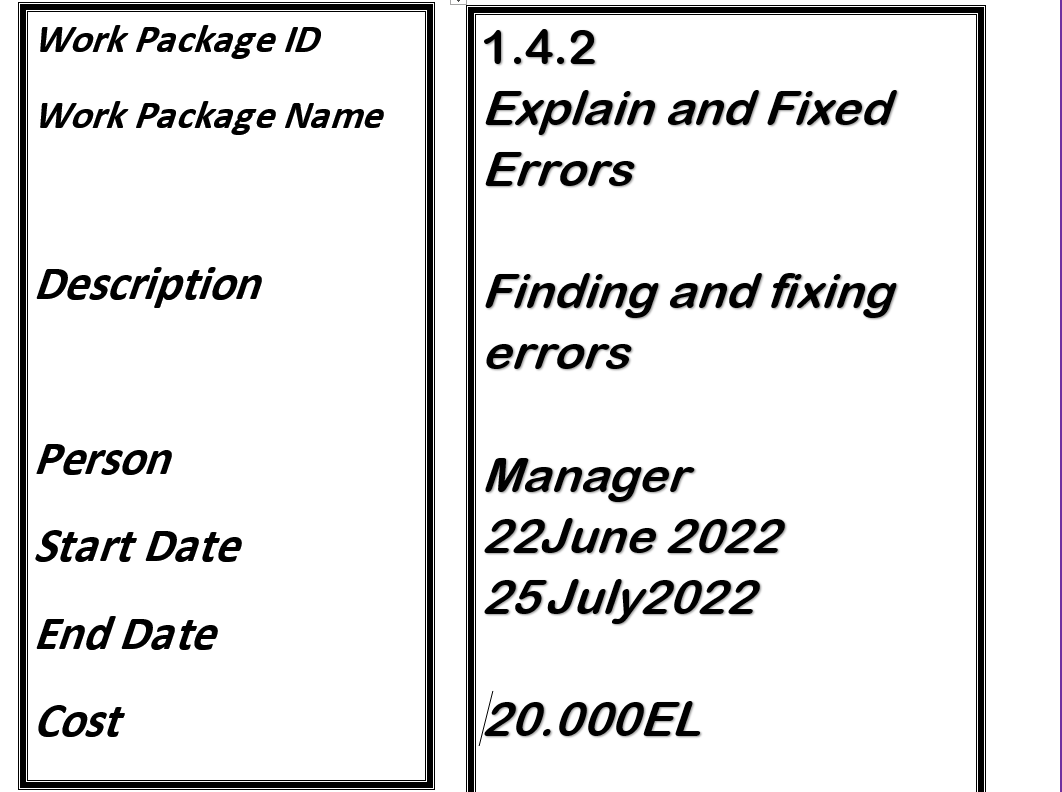 Work Package ID
Work Package Name
Description
Person
Start Date
End Date
Cost
1.4.2
Explain and Fixed
Errors
Finding and fixing
errors
Manager
22June 2022
25July2022
20.000EL